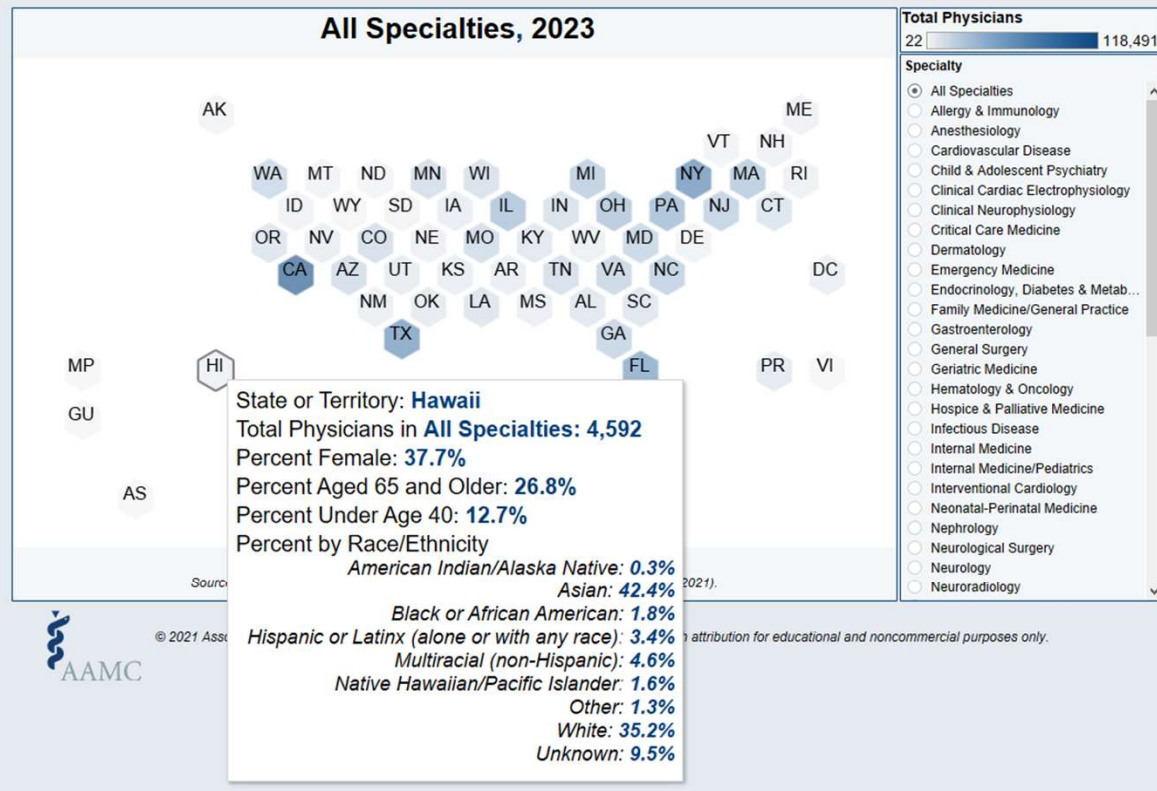 All Specialties, 2023
Total Physicians
22 118,491
Specialty
All Specialties
Allergy & Immunology
Anesthesiology
Cardiovascular Disease
Child & Adolescent Psychiatry
Clinical Cardiac Electrophysiology
Clinical Neurophysiology
Critical Care Medicine
Dermatology
Emergency Medicine
Endocrinology, Diabetes & Metab...
Family Medicine/General Practice
Gastroenterology
General Surgery
Geriatric Medicine
Hematology & Oncology
Hospice & Palliative Medicine
Infectious Disease
Internal Medicine
Internal Medicine/Pediatrics
Interventional Cardiology
Neonatal-Perinatal Medicine
Nephrology
Neurological Surgery
Neurology
Neuroradiology
AK ME
VT NH
WA MT ND MN WI MI NY MA RI
ID WY SD IA IL IN OH PA NJ CT
OR NV CO NE MO KY WV MD DE
CA AZ UT KS AR TN VA NC DC
NM OK LA MS AL SC
TX GA
MP HI FL PR VI
GU
AS
State or Territory: Hawaii
Total Physicians in All Specialties: 4,592
Percent Female: 37.7%
Percent Aged 65 and Older: 26.8%
Percent Under Age 40: 12.7%
Percent by Race/Ethnicity
American Indian/Alaska Native: 0.3%
Asian: 42.4%
Black or African American: 1.8%
Hispanic or Latinx (alone or with any race): 3.4%
Multiracial (non-Hispanic): 4.6%
Native Hawaiian/Pacific Islander: 1.6%
Other: 1.3%
White: 35.2%
Unknown: 9.5%
2021).
© 2021 attribution for educational and noncommercial purposes only.
AAMC